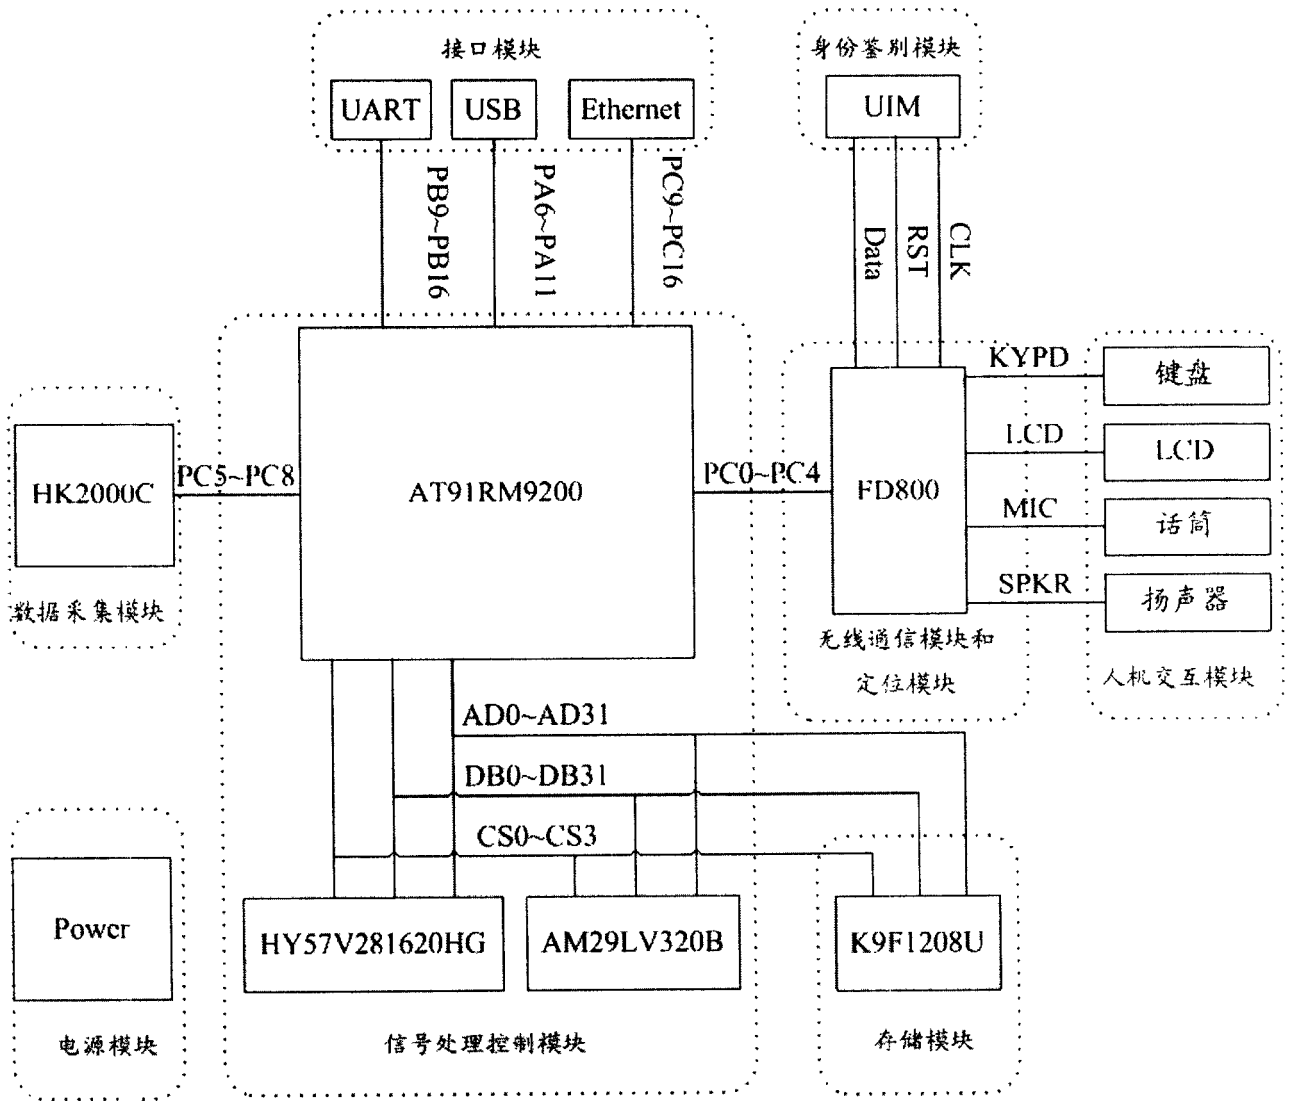 接口模块
身份鉴别模块
UART
USB
Ethernet
UIM
PB9~PB16
PA6~PA11
PC9~PC16
Data
RST
CLK
KYPD
键盘
HK2000C
PC5~PC8
AT91RM9200
PC0~PC4
FD800
LCD
LCD
MIC
话筒
SPKR
扬声器
数据采集模块
无线通信模块和
定位模块
人机交互模块
AD0~AD31
DB0~DB31
CS0~CS3
Power
HY57V281620HG
AM29LV320B
K9F1208U
电源模块
信号处理控制模块
存储模块